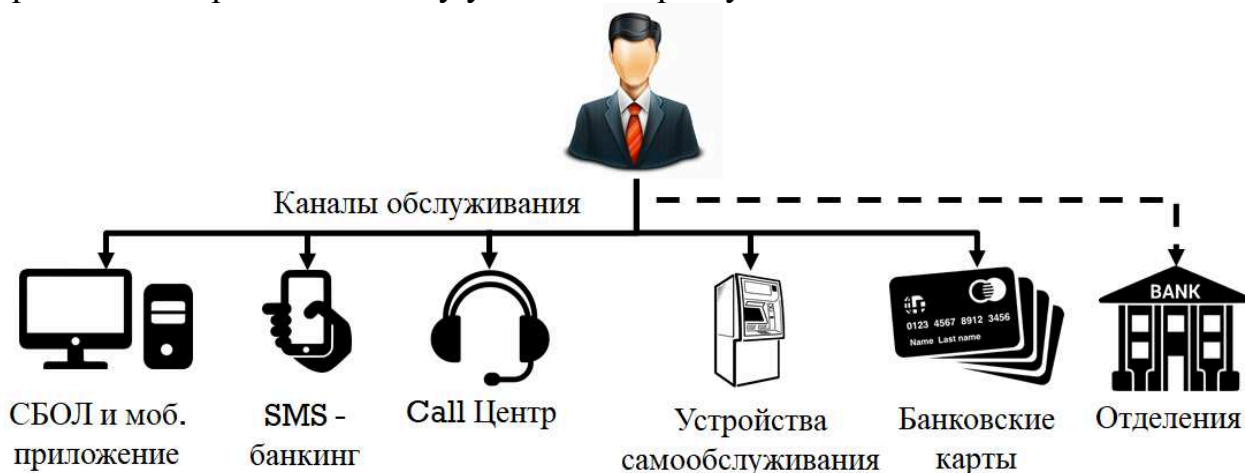 Каналы обслуживания
BANK
0123 4567 8912 3456
Name Last name
СБОЛ и моб.
приложение
SMS -
банкинг
Call Центр
Устройства
самообслуживания
Банковские
карты
Отделения